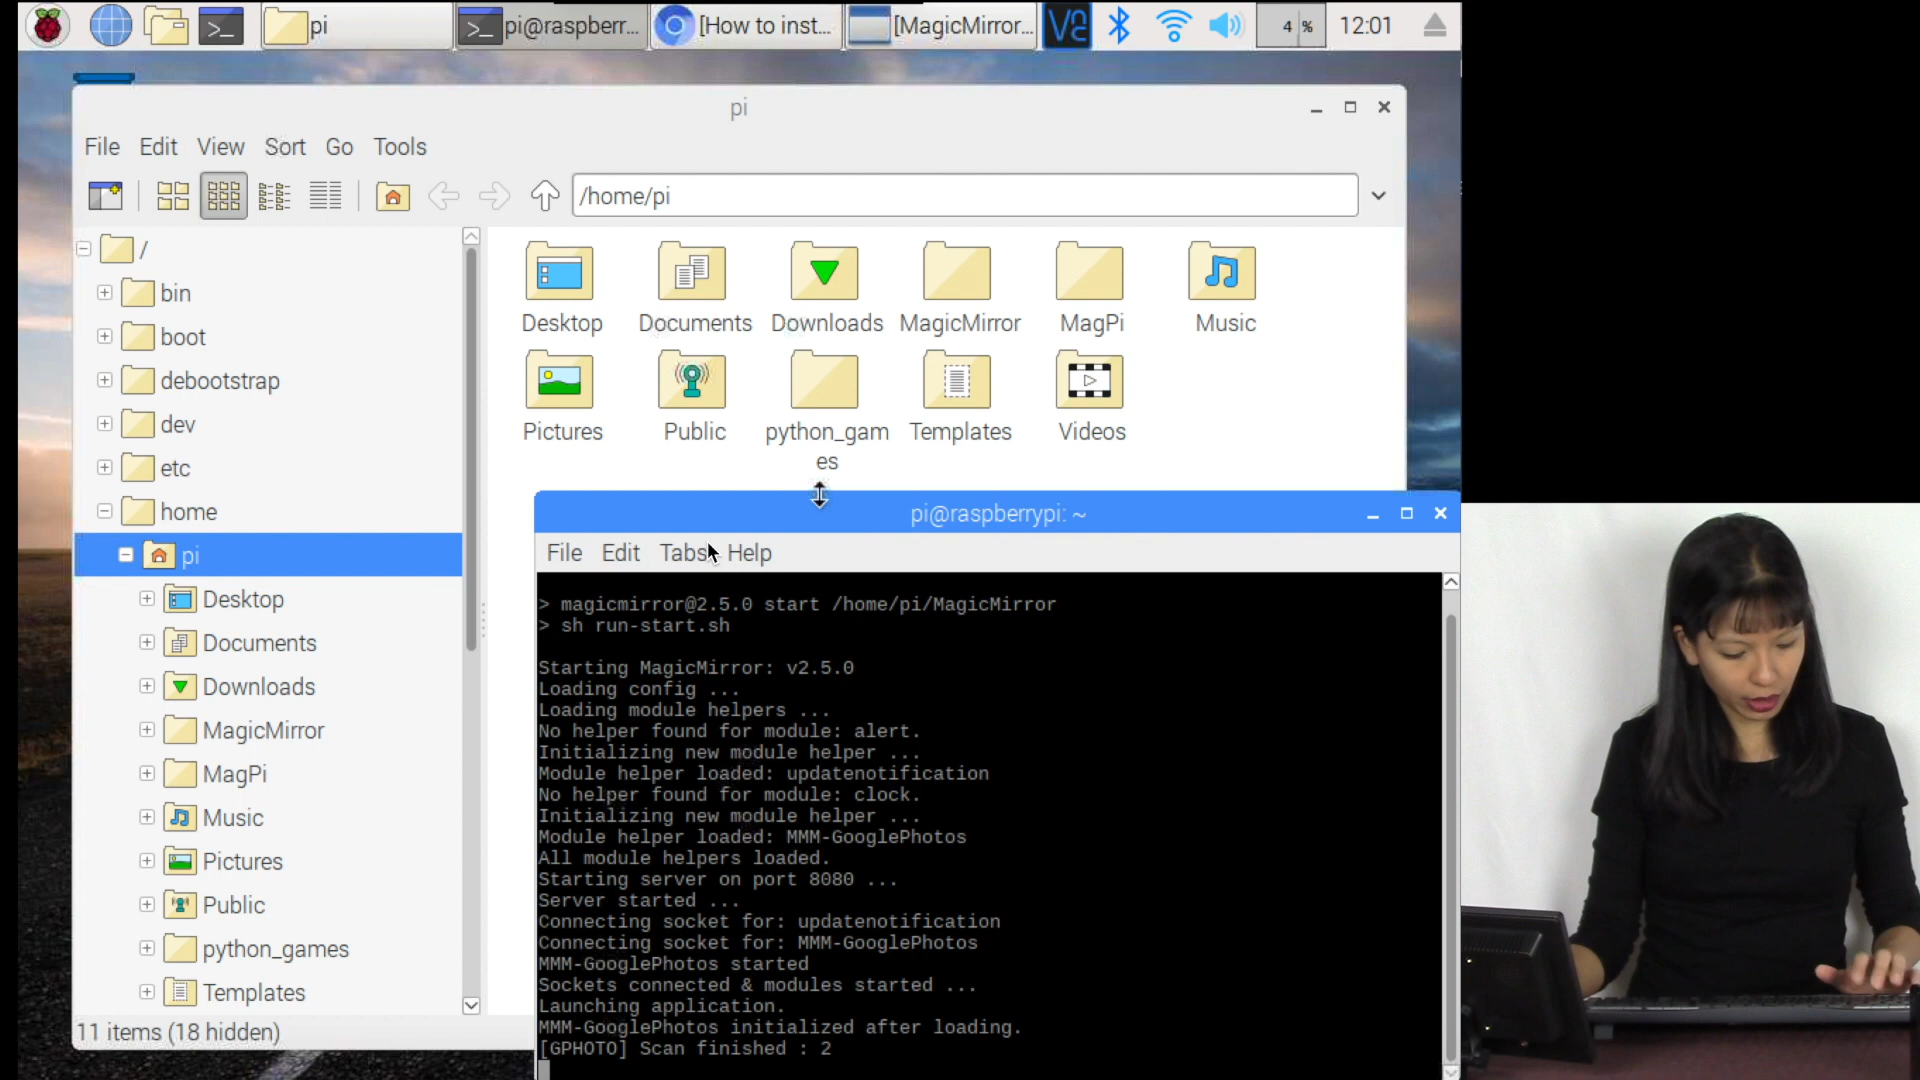 pi
pi@raspberr...
[How to inst...
[MagicMirror...
4 %
12:01
pi
File Edit View Sort Go Tools
/home/pi
/
bin
boot
debootstrap
dev
etc
home
pi
Desktop
Documents
Downloads
MagicMirror
MagPi
Music
Pictures
Public
python_games
Templates
11 items (18 hidden)
Desktop Documents Downloads MagicMirror MagPi Music
Pictures Public python_gam Templates Videos
es
pi@raspberrypi: ~
File Edit Tabs Help
> magicmirror@2.5.0 start /home/pi/MagicMirror
> sh run-start.sh
Starting MagicMirror: v2.5.0
Loading config ...
Loading module helpers ...
No helper found for module: alert.
Initializing new module helper ...
Module helper loaded: updatenotification
No helper found for module: clock.
Initializing new module helper ...
Module helper loaded: MMM-GooglePhotos
All module helpers loaded.
Starting server on port 8080 ...
Server started ...
Connecting socket for: updatenotification
Connecting socket for: MMM-GooglePhotos
MMM-GooglePhotos started
Sockets connected & modules started ...
Launching application.
MMM-GooglePhotos initialized after loading.
[GPHOTO] Scan finished : 2